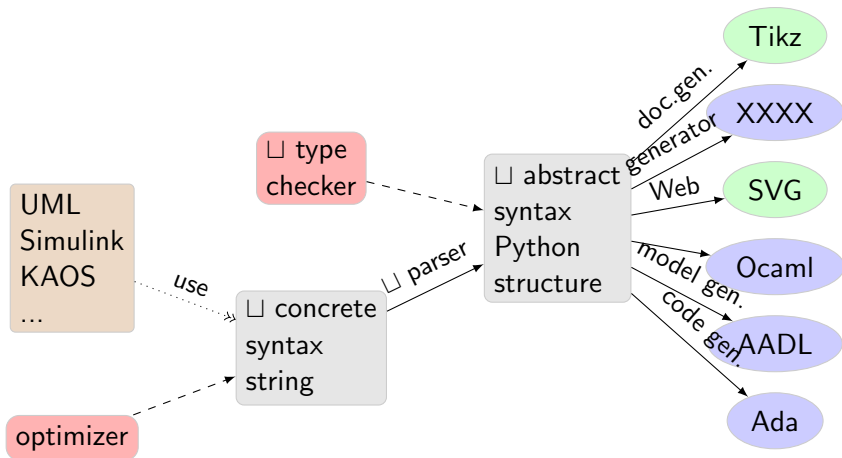 Tikz
doc.gen.
XXXX
generator
⊔ type
checker
⊔ abstract
syntax
Python
structure
Web
SVG
UML
Simulink
KAOS
...
use
⊔ parser
model gen.
Ocaml
⊔ concrete
syntax
string
code gen.
AADL
optimizer
Ada